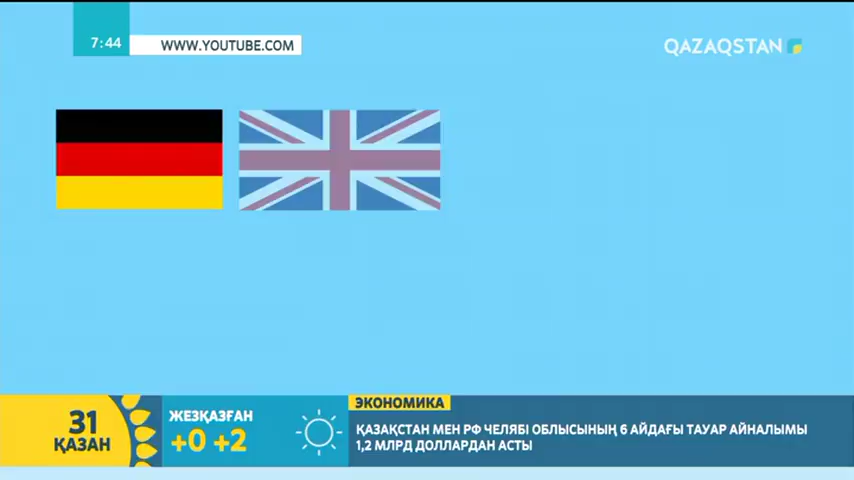 7:44
WWW.YOUTUBE.COM
QAZAQSTAN
ЭКОНОМИКА
31
ҚАЗАН
ЖЕЗҚАЗҒАН
+0 +2
ҚАЗАҚСТАН МЕН РФ ЧЕЛЯБІ ОБЛЫСЫНЫҢ 6 АЙДАҒЫ ТАУАР АЙНАЛЫМЫ
1,2 МЛРД ДОЛЛАРДАН АСТЫ